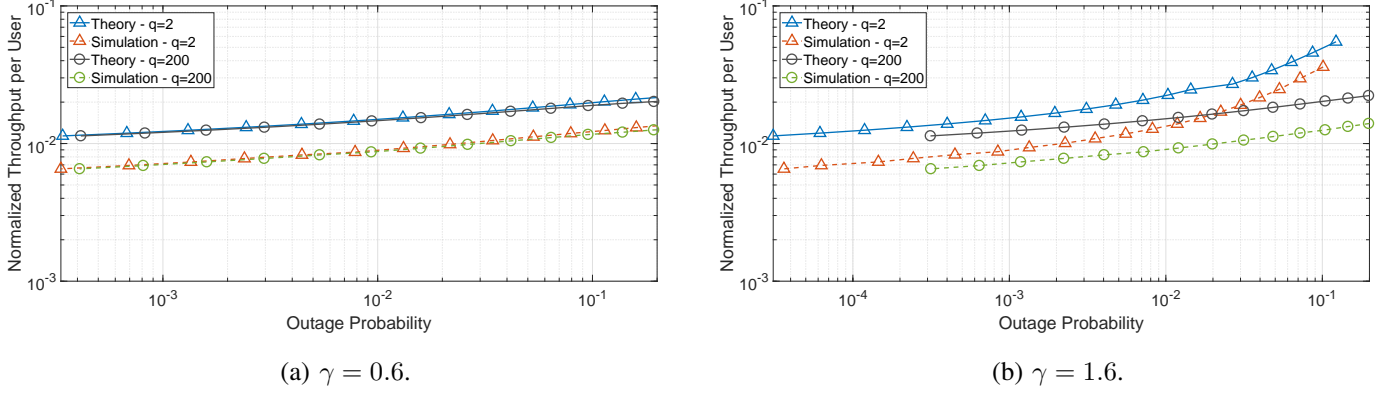 Theory - q=2
Simulation - q=2
Theory - q=200
Simulation - q=200
10^-1
10^-2
10^-3
Normalized Throughput per User
10^-3
10^-2
10^-1
Outage Probability
(a) γ = 0.6.
Theory - q=2
Simulation - q=2
Theory - q=200
Simulation - q=200
10^-1
10^-2
10^-3
Normalized Throughput per User
10^-4
10^-3
10^-2
10^-1
Outage Probability
(b) γ = 1.6.